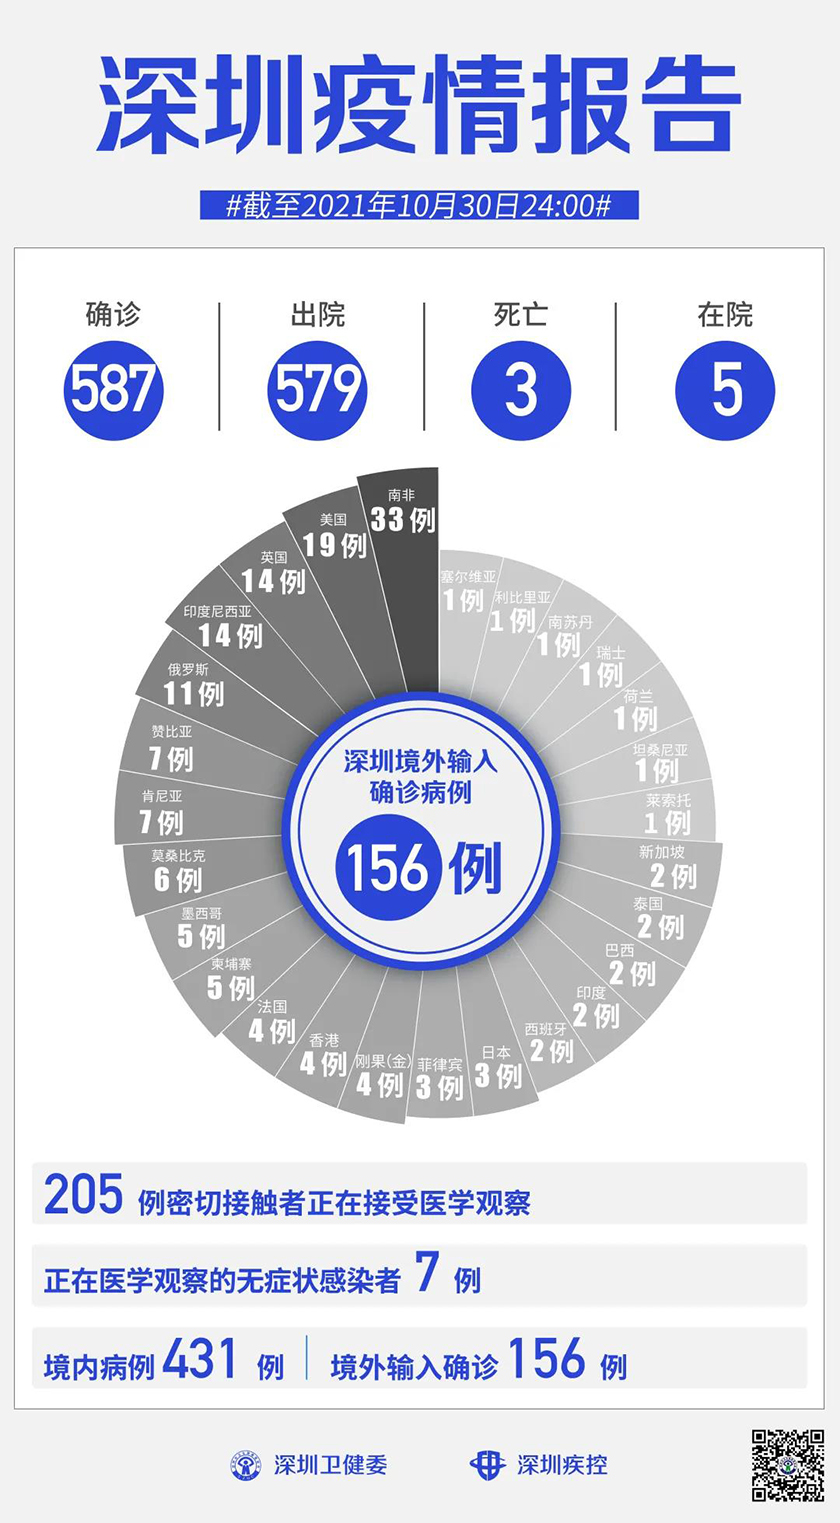 深圳疫情报告
#截至2021年10月30日24:00#
确诊
587
出院
579
死亡
3
在院
5
南非
33例
美国
19例
英国
14例
印度尼西亚
14例
俄罗斯
11例
赞比亚
7例
肯尼亚
7例
莫桑比克
6例
墨西哥
5例
柬埔寨
5例
法国
4例
香港
4例
刚果(金)
4例
菲律宾
3例
日本
3例
西班牙
2例
印度
2例
巴西
2例
泰国
2例
新加坡
2例
莱索托
1例
坦桑尼亚
1例
荷兰
1例
瑞士
1例
南苏丹
1例
利比里亚
1例
塞尔维亚
1例
深圳境外输入
确诊病例
156例
205 例密切接触者正在接受医学观察
正在医学观察的无症状感染者 7 例
境内病例 431 例
境外输入确诊 156 例
深圳卫健委
深圳疾控